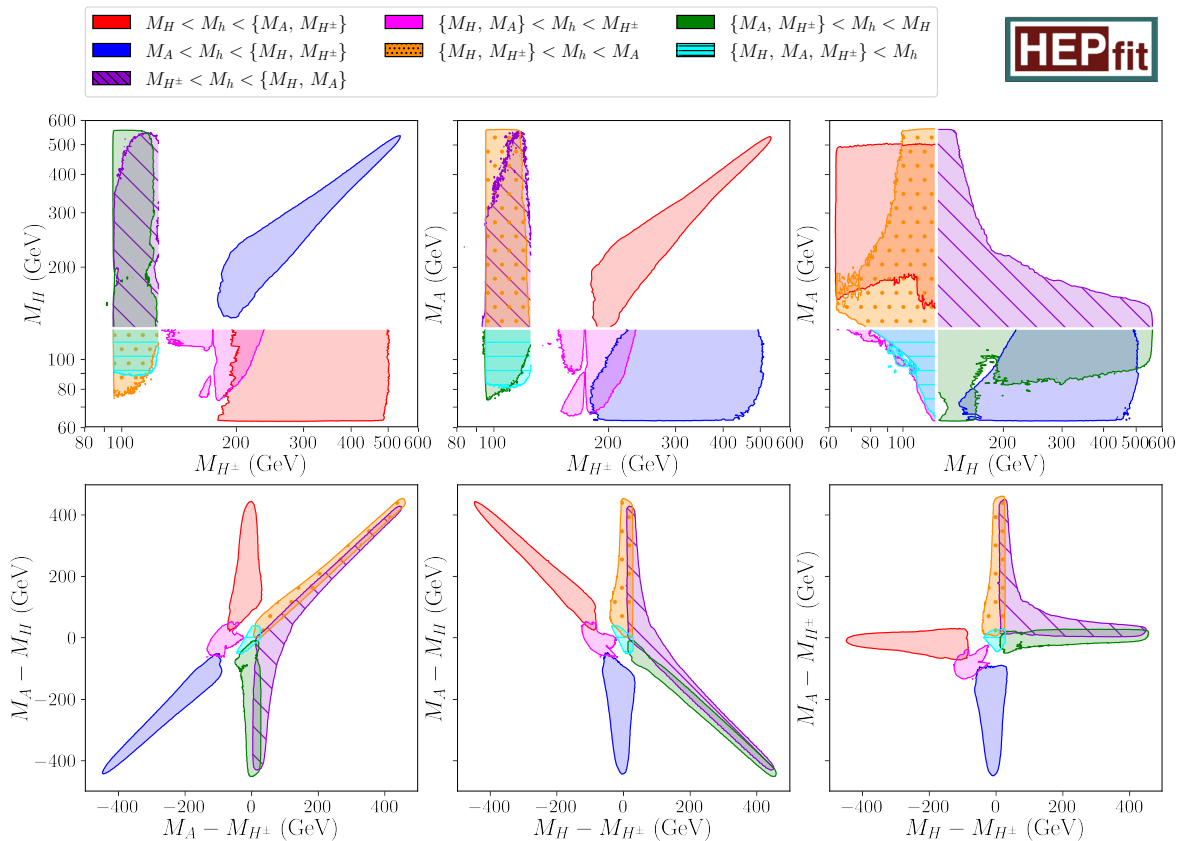 M_H < M_h < {M_A, M_{H^±}}
{M_H, M_A} < M_h < M_{H^±}
{M_A, M_{H^±}} < M_h < M_H
M_A < M_h < {M_H, M_{H^±}}
{M_H, M_{H^±}} < M_h < M_A
{M_H, M_A, M_{H^±}} < M_h
M_{H^±} < M_h < {M_H, M_A}
HEPfit
M_H (GeV)
600
500
400
300
200
100
80
60
80 100 200 300 400 500 600
M_{H^±} (GeV)
M_A (GeV)
80 100 200 300 400 500 600
M_{H^±} (GeV)
M_A (GeV)
60 80 100 200 300 400 500 600
M_H (GeV)
M_A − M_H (GeV)
400
200
0
−200
−400
−400 −200 0 200 400
M_A − M_{H^±} (GeV)
M_A − M_H (GeV)
−400 −200 0 200 400
M_H − M_{H^±} (GeV)
M_A − M_{H^±} (GeV)
−400 −200 0 200 400
M_H − M_{H^±} (GeV)